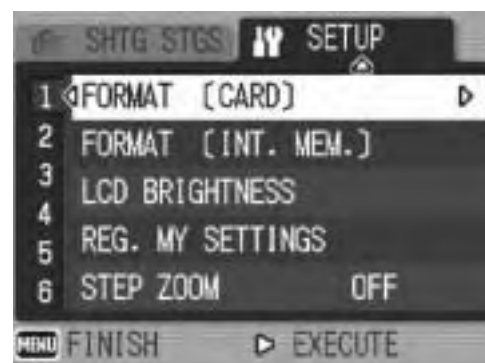 SHTG STGS SETUP
1 FORMAT [CARD]
2 FORMAT [INT. MEM.]
3 LCD BRIGHTNESS
4
5 REG. MY SETTINGS
6 STEP ZOOM OFF
MENU FINISH EXECUTE